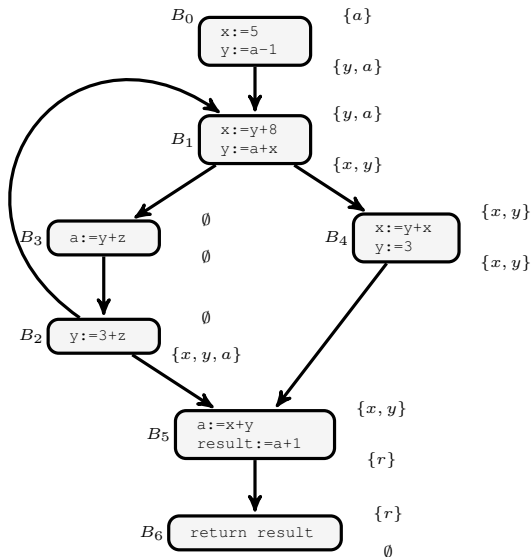 B₀
x:=5
y:=a−1
{a}
{y, a}
B₁
x:=y+8
y:=a+x
{y, a}
{x, y}
B₃
a:=y+z
∅
∅
B₄
x:=y+x
y:=3
{x, y}
{x, y}
B₂
y:=3+z
∅
{x, y, a}
B₅
a:=x+y
result:=a+1
{x, y}
{r}
B₆
return result
{r}
∅